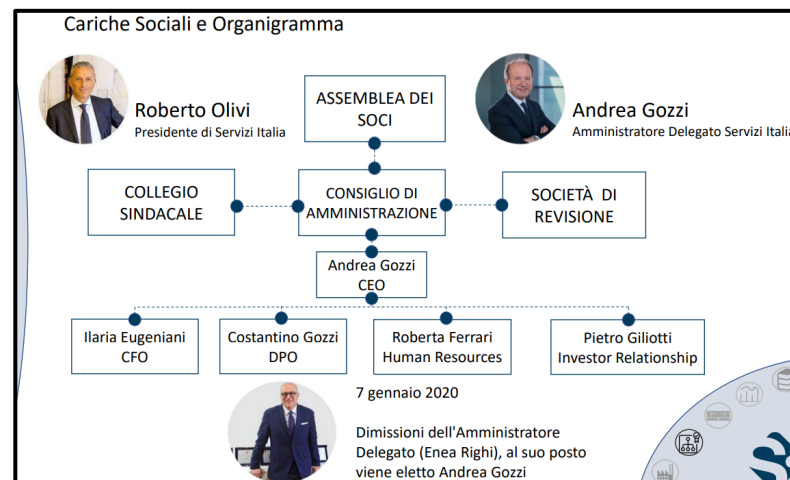 Cariche Sociali e Organigramma
Roberto Olivi
Presidente di Servizi Italia
ASSEMBLEA DEI
SOCI
Andrea Gozzi
Amministratore Delegato Servizi Italia
COLLEGIO
SINDACALE
CONSIGLIO DI
AMMINISTRAZIONE
SOCIETÀ DI
REVISIONE
Andrea Gozzi
CEO
Ilaria Eugeniani
CFO
Costantino Gozzi
DPO
Roberta Ferrari
Human Resources
Pietro Giliotti
Investor Relationship
7 gennaio 2020
Dimissioni dell'Amministratore
Delegato (Enea Righi), al suo posto
viene eletto Andrea Gozzi